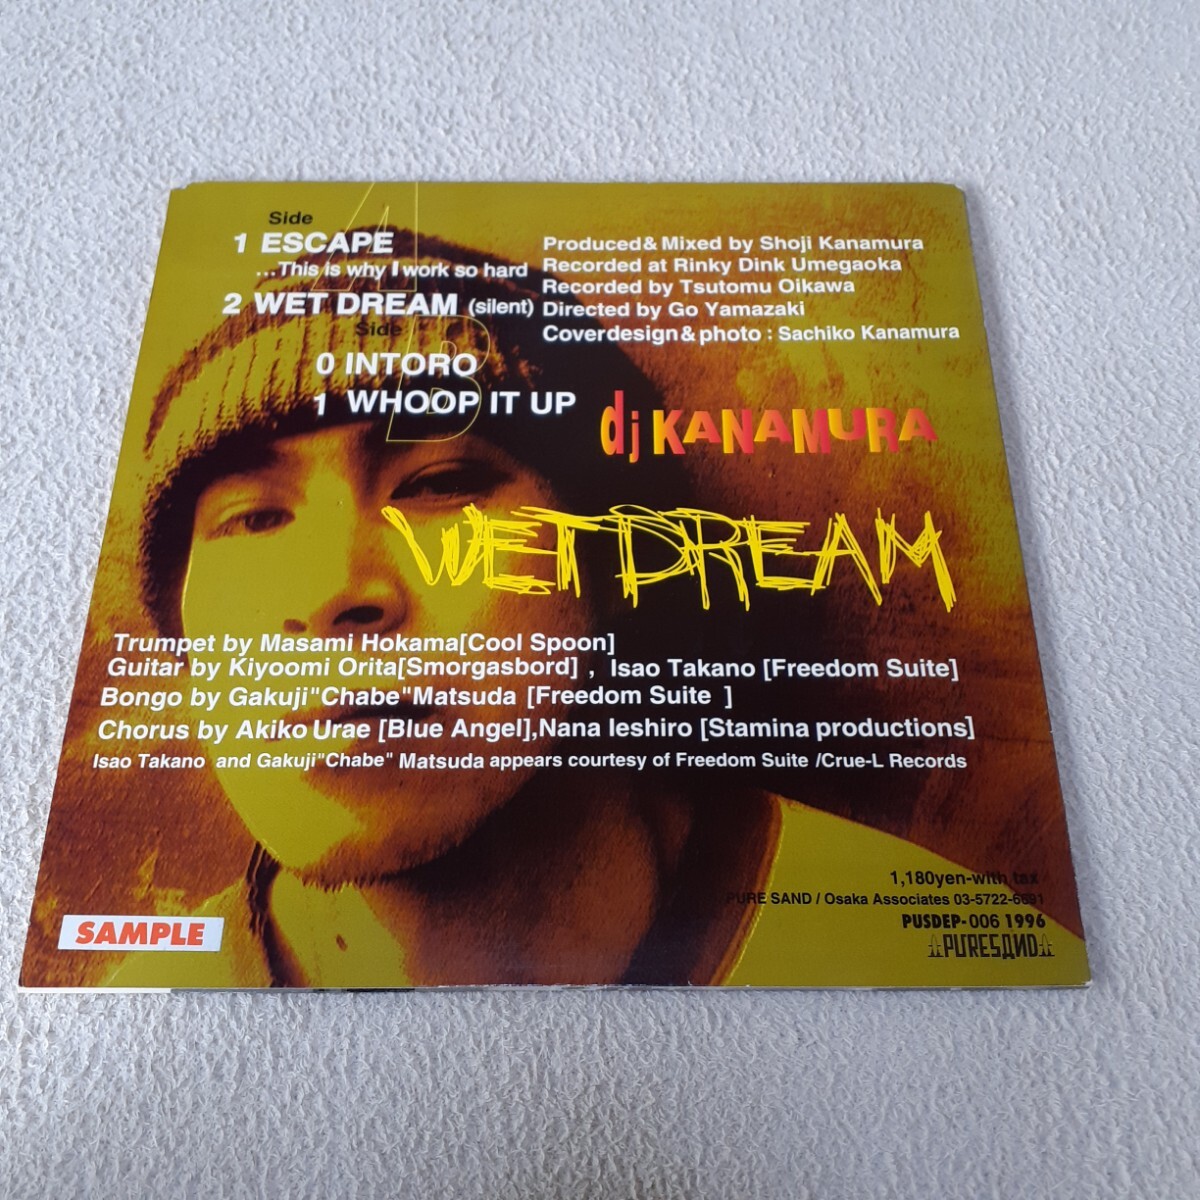 Side A
1 ESCAPE
...This is why I work so hard
2 WET DREAM (silent)
Side B
0 INTORO
1 WHOOP IT UP
Produced & Mixed by Shoji Kanamura
Recorded at Rinky Dink Umegaoka
Recorded by Tsutomu Oikawa
Directed by Go Yamazaki
Coverdesign & photo : Sachiko Kanamura
dj KANAMURA
WET DREAM
Trumpet by Masami Hokama[Cool Spoon]
Guitar by Kiyoomi Orita[Smorgasbord] , Isao Takano [Freedom Suite]
Bongo by Gakuji"Chabe"Matsuda [Freedom Suite ]
Chorus by Akiko Urae [Blue Angel],Nana Ieshiro [Stamina productions]
Isao Takano and Gakuji"Chabe" Matsuda appears courtesy of Freedom Suite /Crue-L Records
1,180yen-with tax
PURE SAND / Osaka Associates 03-5722-6691
PUSDEP-006 1996
PURESAND
SAMPLE